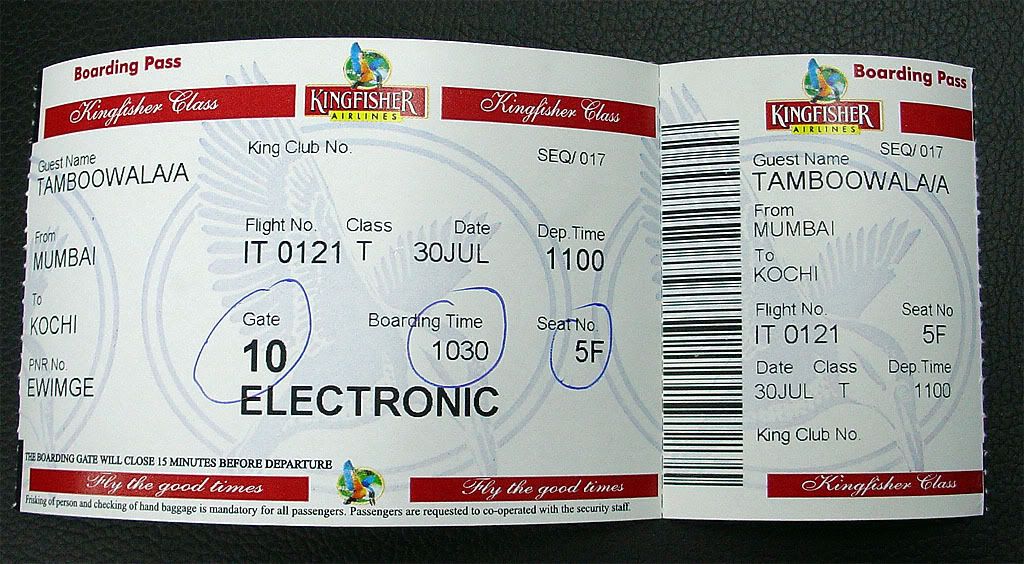 Boarding Pass
Kingfisher Class
KINGFISHER
AIRLINES
Kingfisher Class
King Club No.
SEQ/ 017
Guest Name
TAMBOOWALA/A
Flight No. Class Date Dep.Time
IT 0121 T 30JUL 1100
From
MUMBAI
To
KOCHI
Gate Boarding Time Seat No.
10 1030 5F
PNR No.
EWIMGE
ELECTRONIC
THE BOARDING GATE WILL CLOSE 15 MINUTES BEFORE DEPARTURE
Fly the good times
Fly the good times
Frisking of person and checking of hand baggage is mandatory for all passengers. Passengers are requested to co-operated with the security staff.
Boarding Pass
KINGFISHER
AIRLINES
SEQ/ 017
Guest Name
TAMBOOWALA/A
From
MUMBAI
To
KOCHI
Flight No. Seat No.
IT 0121 5F
Date Class Dep.Time
30JUL T 1100
King Club No.
Kingfisher Class